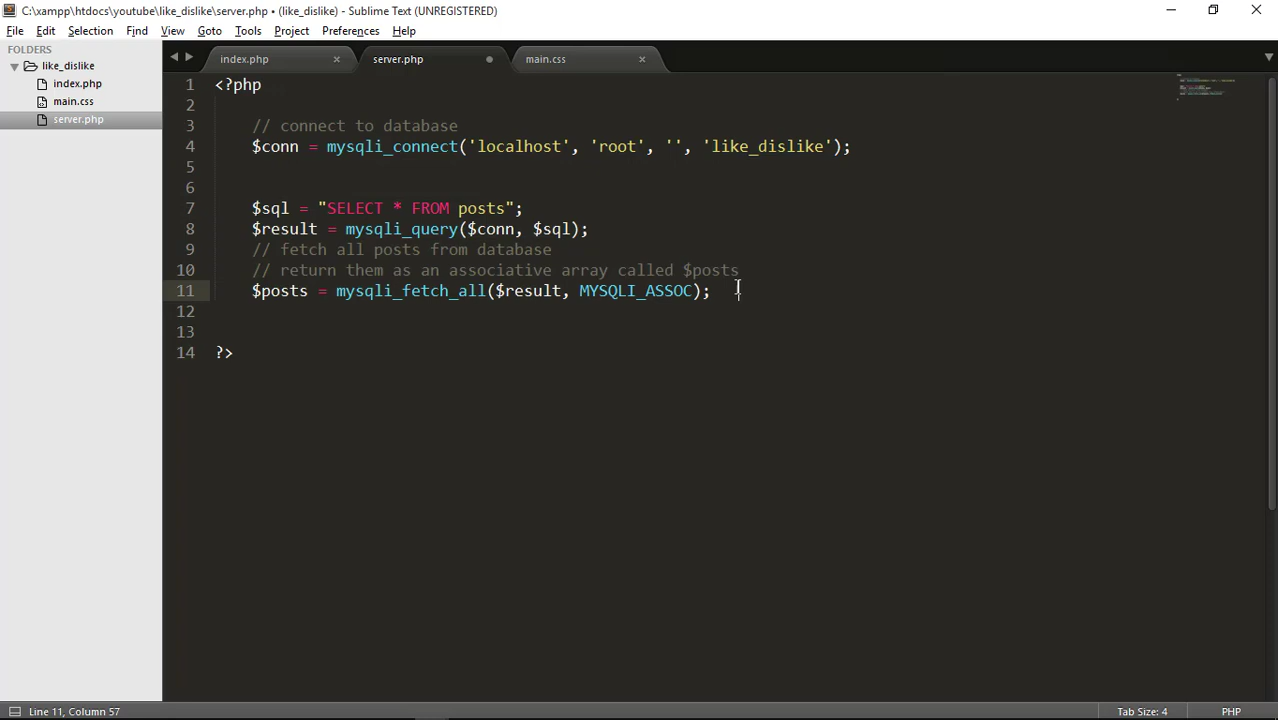 C:\xampp\htdocs\youtube\like_dislike\server.php • (like_dislike) - Sublime Text (UNREGISTERED)
File Edit Selection Find View Goto Tools Project Preferences Help
FOLDERS
like_dislike
index.php
main.css
server.php
index.php server.php main.css
1 <?php
2
3 // connect to database
4 $conn = mysqli_connect('localhost', 'root', '', 'like_dislike');
5
6
7 $sql = "SELECT * FROM posts";
8 $result = mysqli_query($conn, $sql);
9 // fetch all posts from database
10 // return them as an associative array called $posts
11 $posts = mysqli_fetch_all($result, MYSQLI_ASSOC);
12
13
14 ?>
Line 11, Column 57 Tab Size: 4 PHP